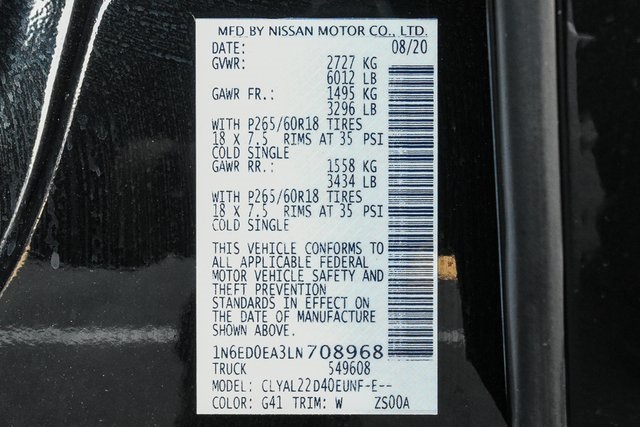 MFD BY NISSAN MOTOR CO., LTD.
DATE: 08/20
GVWR: 2727 KG
6012 LB
GAWR FR.: 1495 KG
3296 LB
WITH P265/60R18 TIRES
18 X 7.5 RIMS AT 35 PSI
COLD SINGLE
GAWR RR.: 1558 KG
3434 LB
WITH P265/60R18 TIRES
18 X 7.5 RIMS AT 35 PSI
COLD SINGLE
THIS VEHICLE CONFORMS TO
ALL APPLICABLE FEDERAL
MOTOR VEHICLE SAFETY AND
THEFT PREVENTION
STANDARDS IN EFFECT ON
THE DATE OF MANUFACTURE
SHOWN ABOVE.
1N6ED0EA3LN708968
TRUCK 549608
MODEL: CLYAL22D40EUNF-E--
COLOR: G41 TRIM: W ZS00A